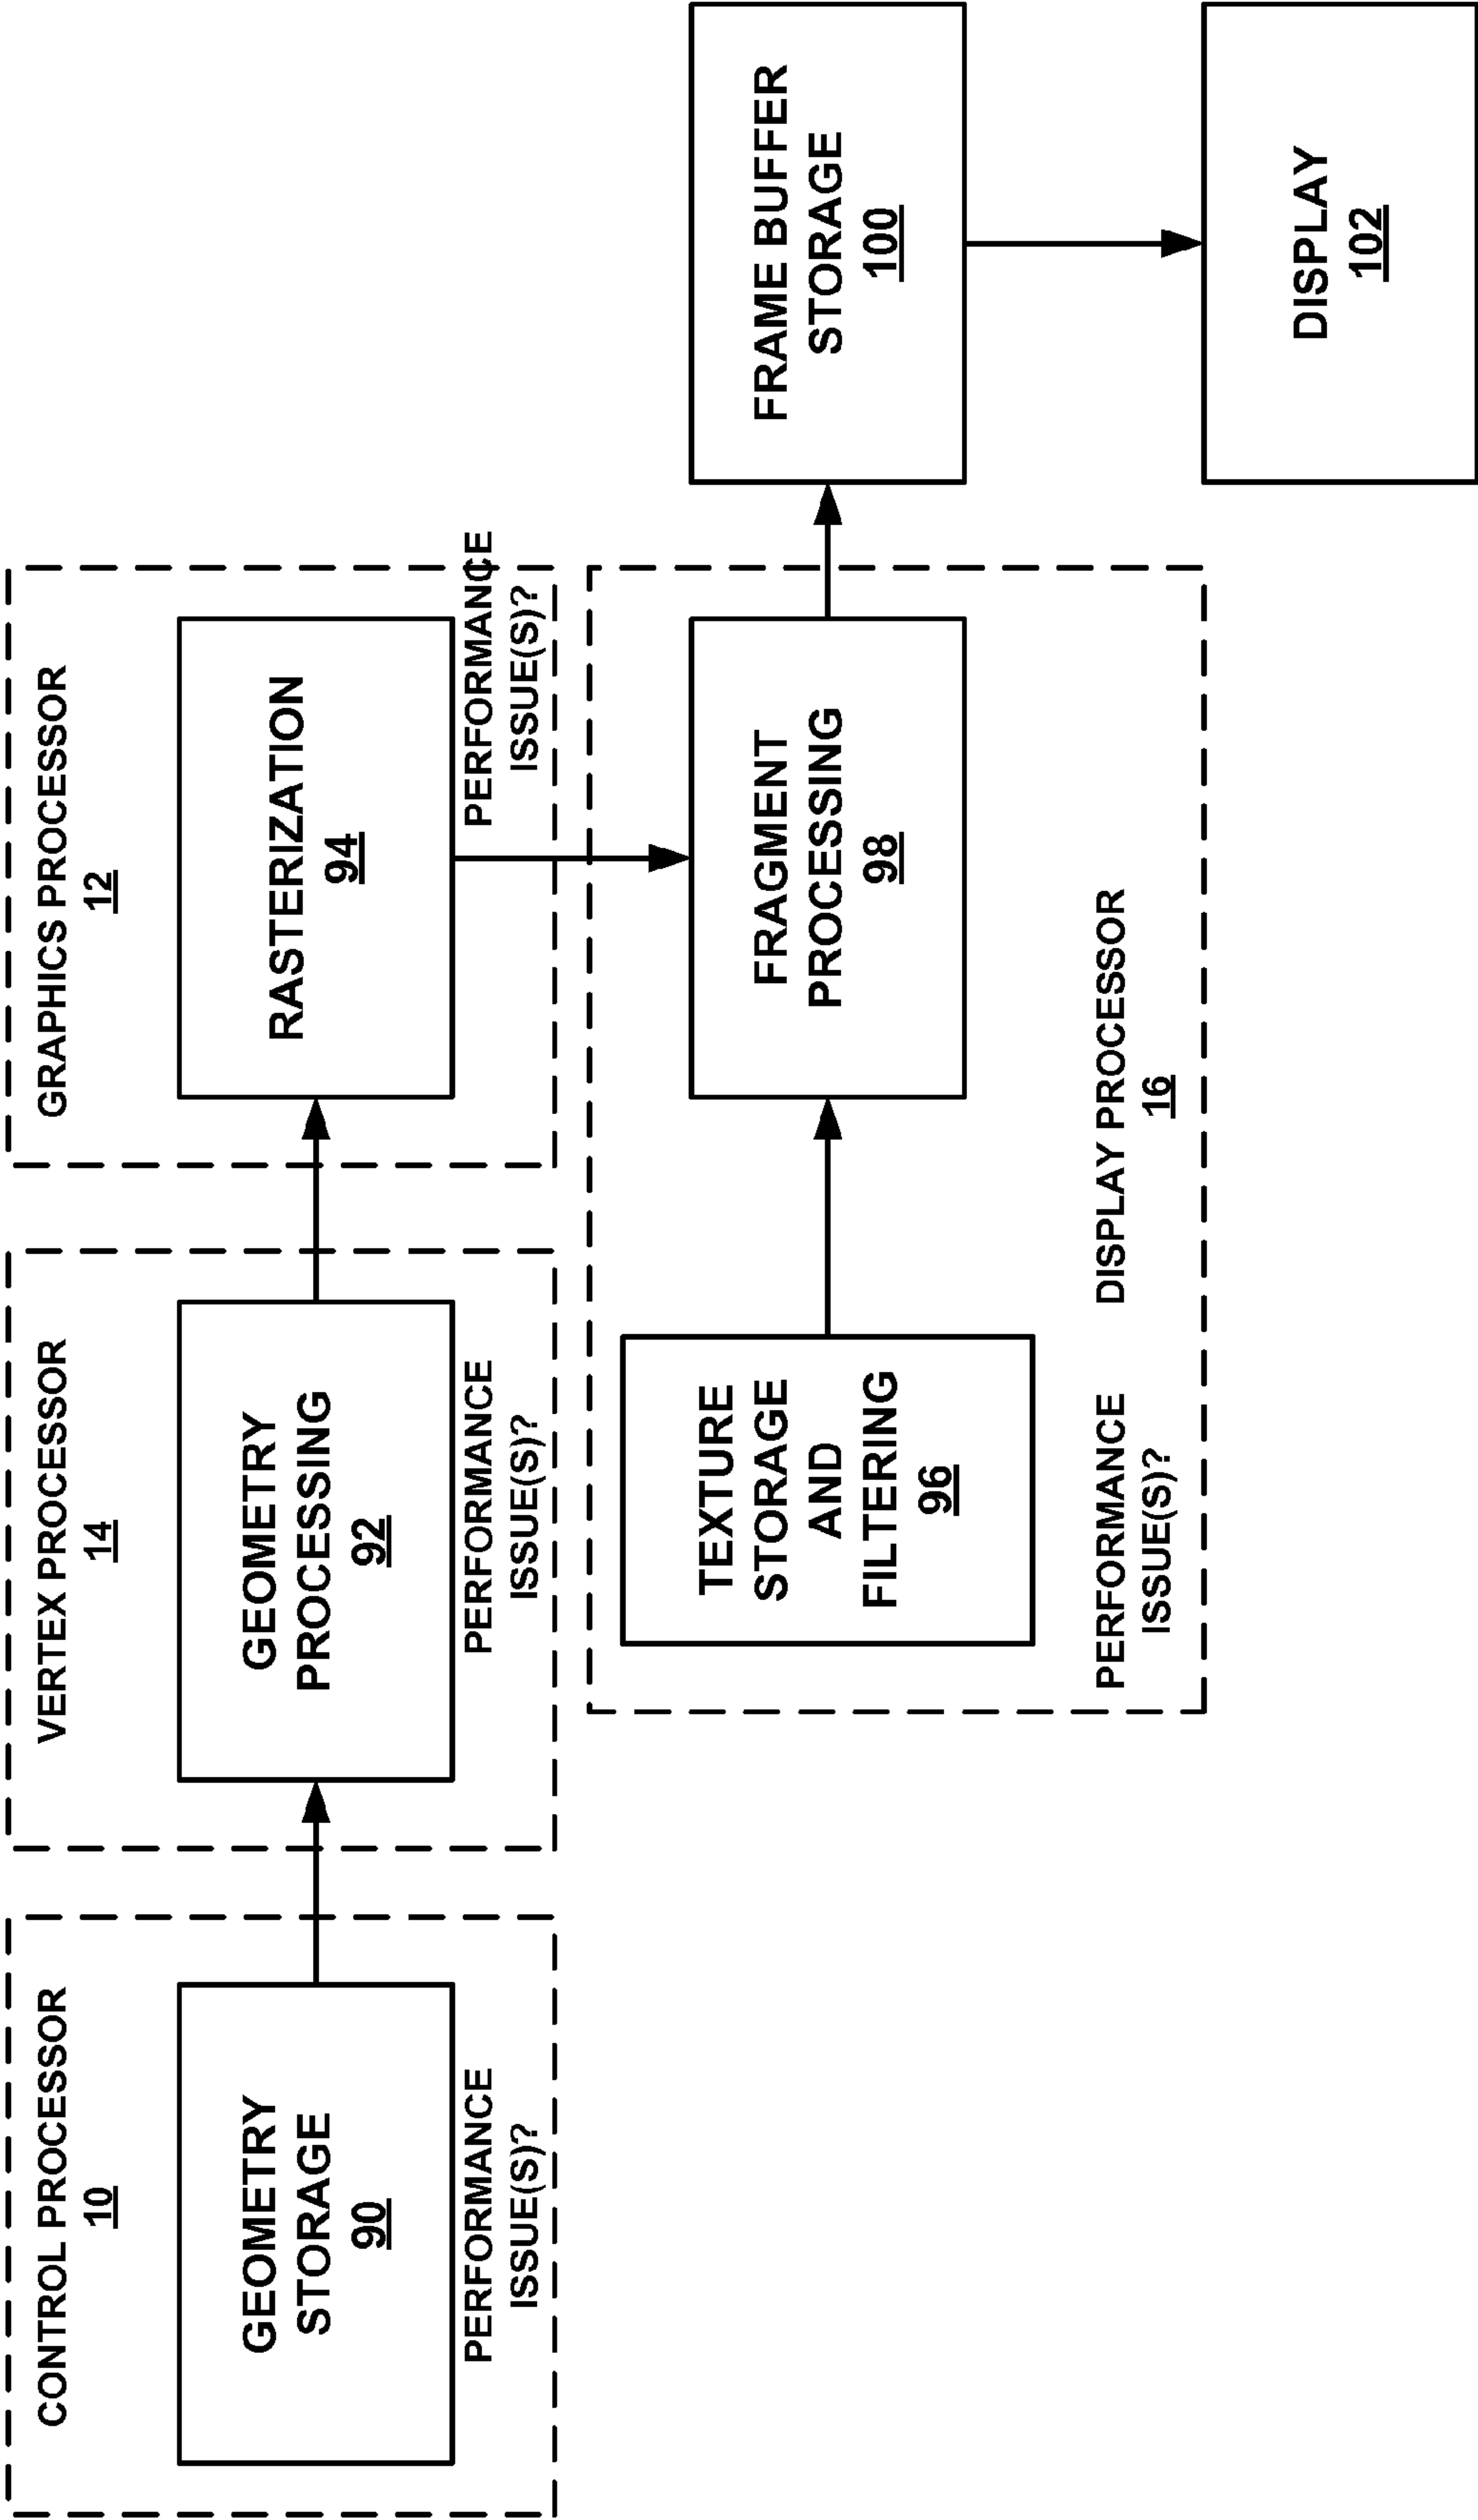 CONTROL PROCESSOR
10
GEOMETRY
STORAGE
90
PERFORMANCE
ISSUE(S)?
VERTEX PROCESSOR
14
GEOMETRY
PROCESSING
92
PERFORMANCE
ISSUE(S)?
GRAPHICS PROCESSOR
12
RASTERIZATION
94
PERFORMANCE
ISSUE(S)?
TEXTURE
STORAGE
AND
FILTERING
96
PERFORMANCE
ISSUE(S)?
DISPLAY PROCESSOR
16
FRAGMENT
PROCESSING
98
FRAME BUFFER
STORAGE
100
DISPLAY
102